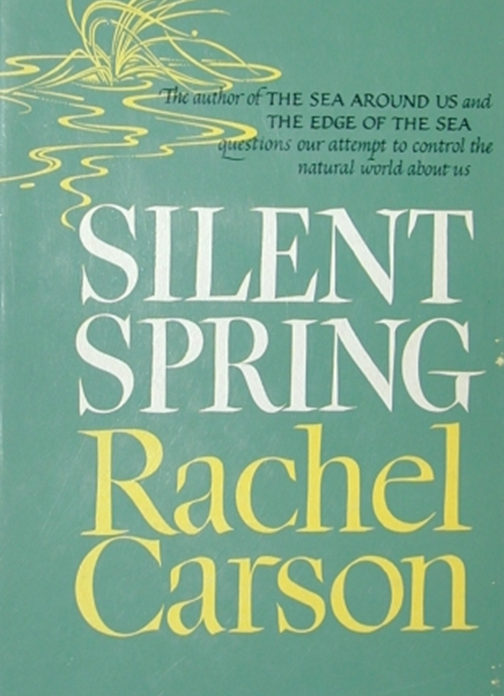 The author of THE SEA AROUND US and
THE EDGE OF THE SEA
questions our attempt to control the
natural world about us
SILENT
SPRING
Rachel
Carson